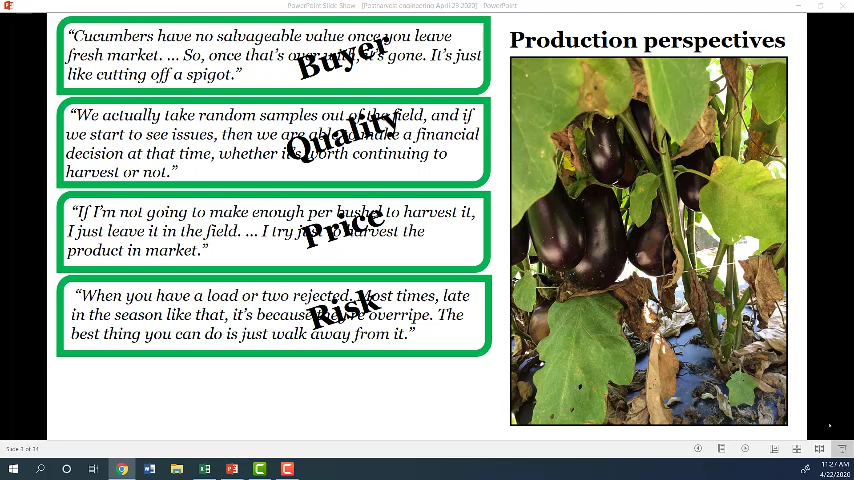 PowerPoint Slide Show - [Postharvest engineering April 23 2020] - PowerPoint
Production perspectives
“Cucumbers have no salvageable value once you leave
fresh market. ... So, once that’s over with, it’s gone. It’s just
like cutting off a spigot.”
Buyer
“We actually take random samples out of the field, and if
we start to see issues, then we are able to make a financial
decision at that time, whether it’s worth continuing to
harvest or not.”
Quality
“If I’m not going to make enough per bushel to harvest it,
I just leave it in the field. ... I try just to harvest the
product in market.”
Price
“When you have a load or two rejected. Most times, late
in the season like that, it’s because they’re overripe. The
best thing you can do is just walk away from it.”
Risk
Slide 3 of 34
11:27 AM
4/22/2020